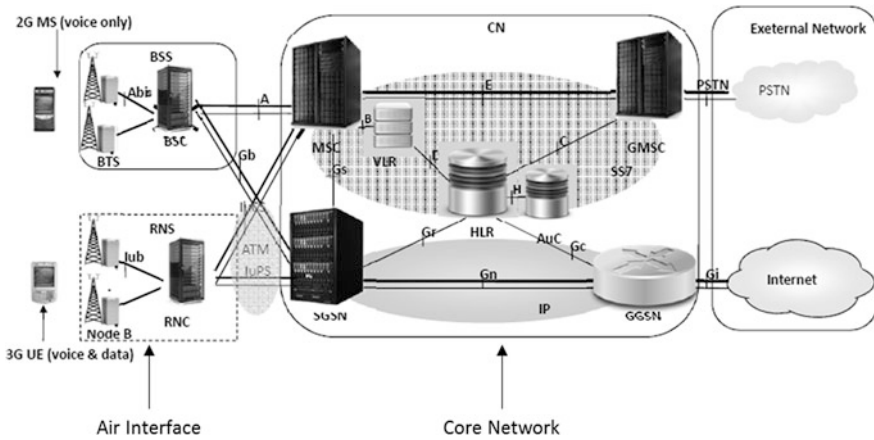 2G MS (voice only)
BSS
CN
Exeternal Network
Abis
A
E
PSTN
PSTN
BTS
BSC
B
MSC
VLR
C
GMSC
Gb
Gs
SS7
H
RNS
ATM
IuPS
Gr
HLR
AuC
Gc
Iub
Gn
Gi
Internet
Node B
RNC
SGSN
IP
GGSN
3G UE (voice & data)
Air Interface
Core Network